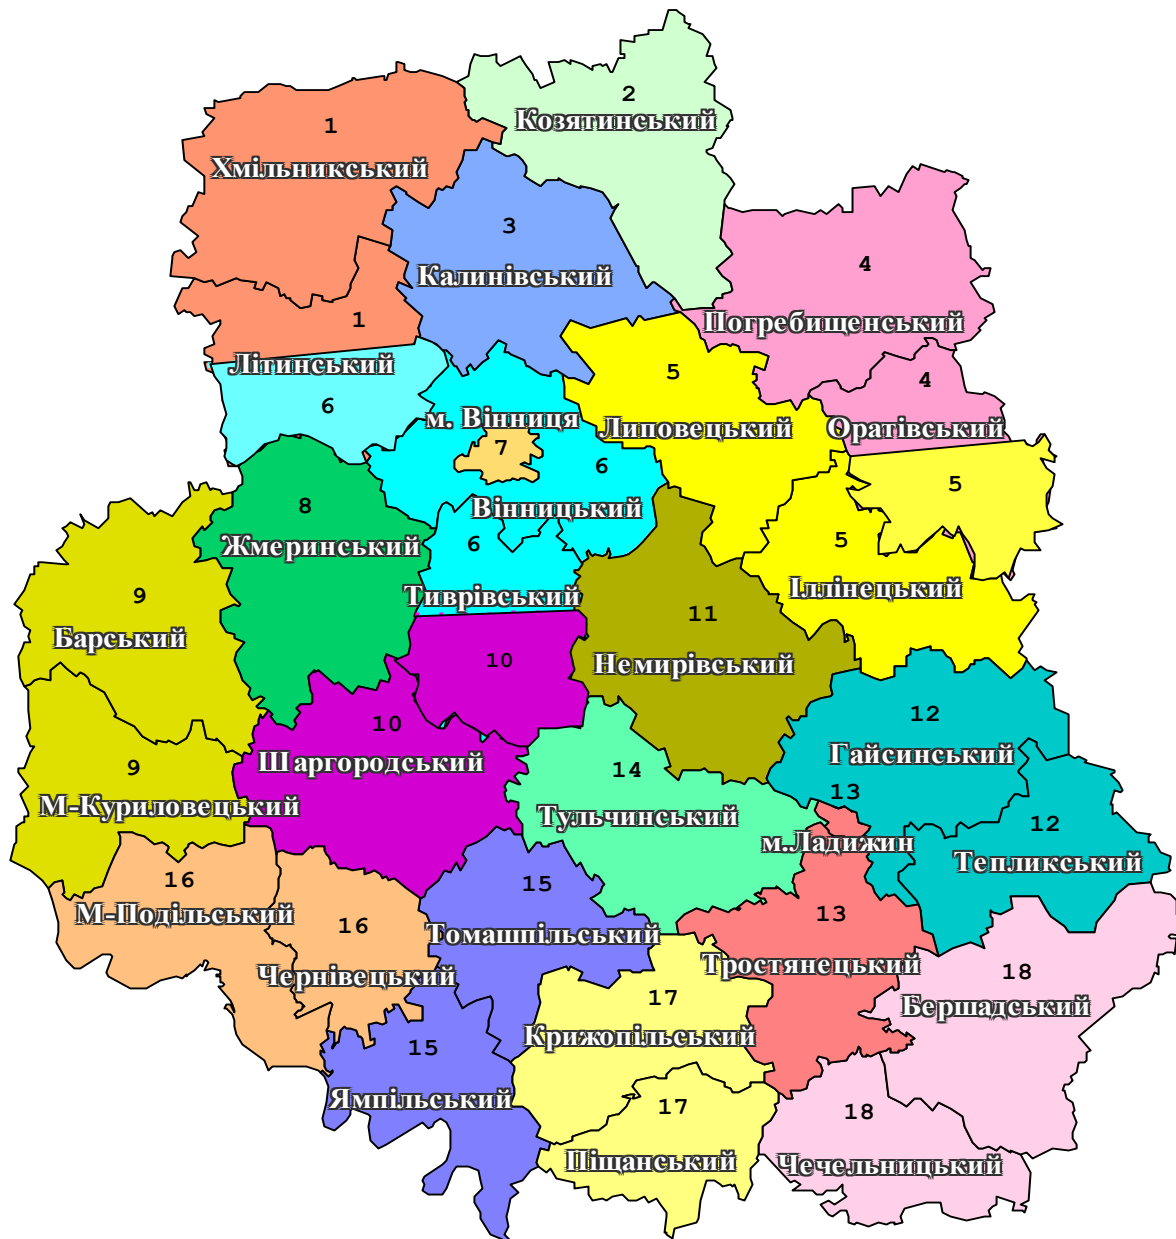 2
Козятинський
1
Хмільникський
3
Калинівський
4
Погребищенський
1
Літинський
6
5
Липовецький
4
Оратівський
м. Вінниця
7
6
Вінницький
5
8
Жмеринський
6
Тиврівський
5
Іллінецький
9
Барський
11
Немирівський
10
10
Шаргородський
12
Гайсинський
9
М-Куриловецький
14
Тульчинський
13
м.Ладижин
12
Тепликський
16
М-Подільський
15
Томашпільський
16
Чернівецький
13
Тростянецький
18
Бершадський
17
Крижопільський
15
Ямпільський
17
Піщанський
18
Чечельницький